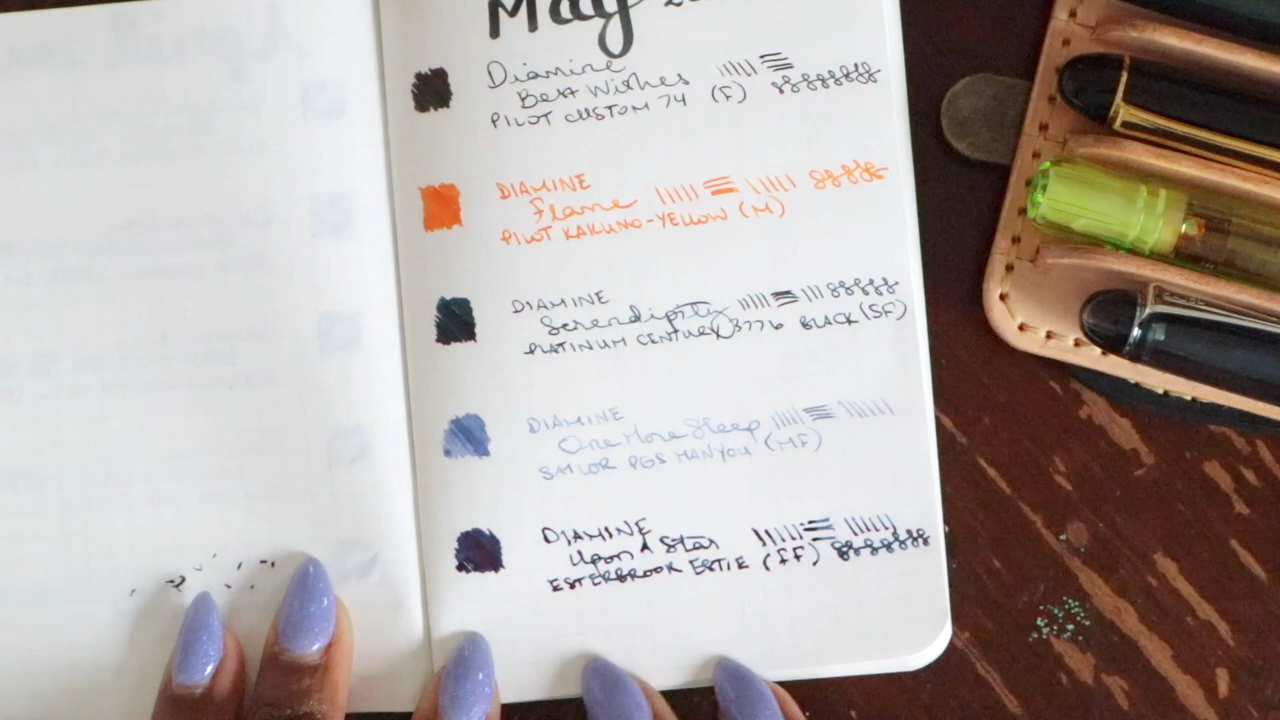 May
Diamine
Best Wishes
PILOT CUSTOM 74 (F)
DIAMINE
Flame
PILOT KAKUNO-YELLOW (M)
DIAMINE
Serendipity
PLATINUM CENTURY 3776 BLACK (SF)
DIAMINE
One More Sleep
SAILOR PGS MANYOU (MF)
DIAMINE
Upon A Star
ESTERBROOK ESTIE (FF)